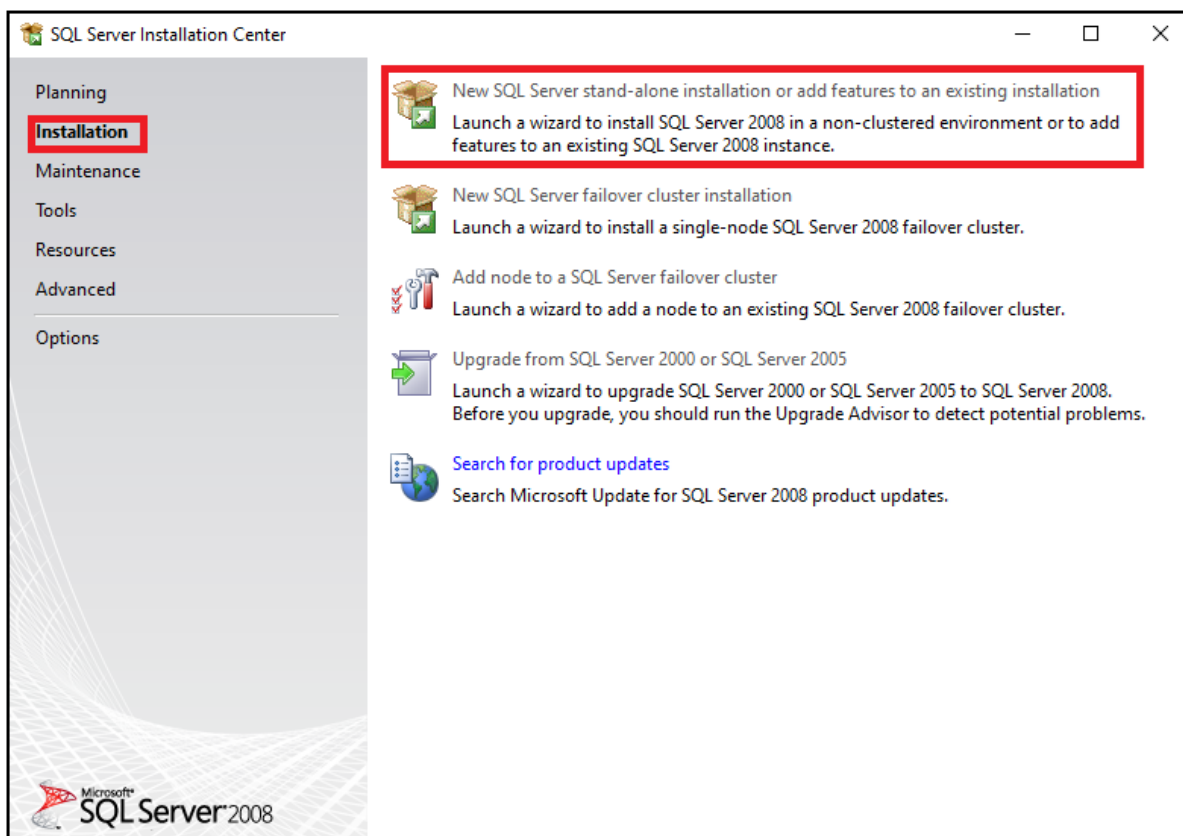 SQL Server Installation Center
Planning
Installation
Maintenance
Tools
Resources
Advanced
Options
New SQL Server stand-alone installation or add features to an existing installation
Launch a wizard to install SQL Server 2008 in a non-clustered environment or to add
features to an existing SQL Server 2008 instance.
New SQL Server failover cluster installation
Launch a wizard to install a single-node SQL Server 2008 failover cluster.
Add node to a SQL Server failover cluster
Launch a wizard to add a node to an existing SQL Server 2008 failover cluster.
Upgrade from SQL Server 2000 or SQL Server 2005
Launch a wizard to upgrade SQL Server 2000 or SQL Server 2005 to SQL Server 2008.
Before you upgrade, you should run the Upgrade Advisor to detect potential problems.
Search for product updates
Search Microsoft Update for SQL Server 2008 product updates.
Microsoft®
SQL Server® 2008